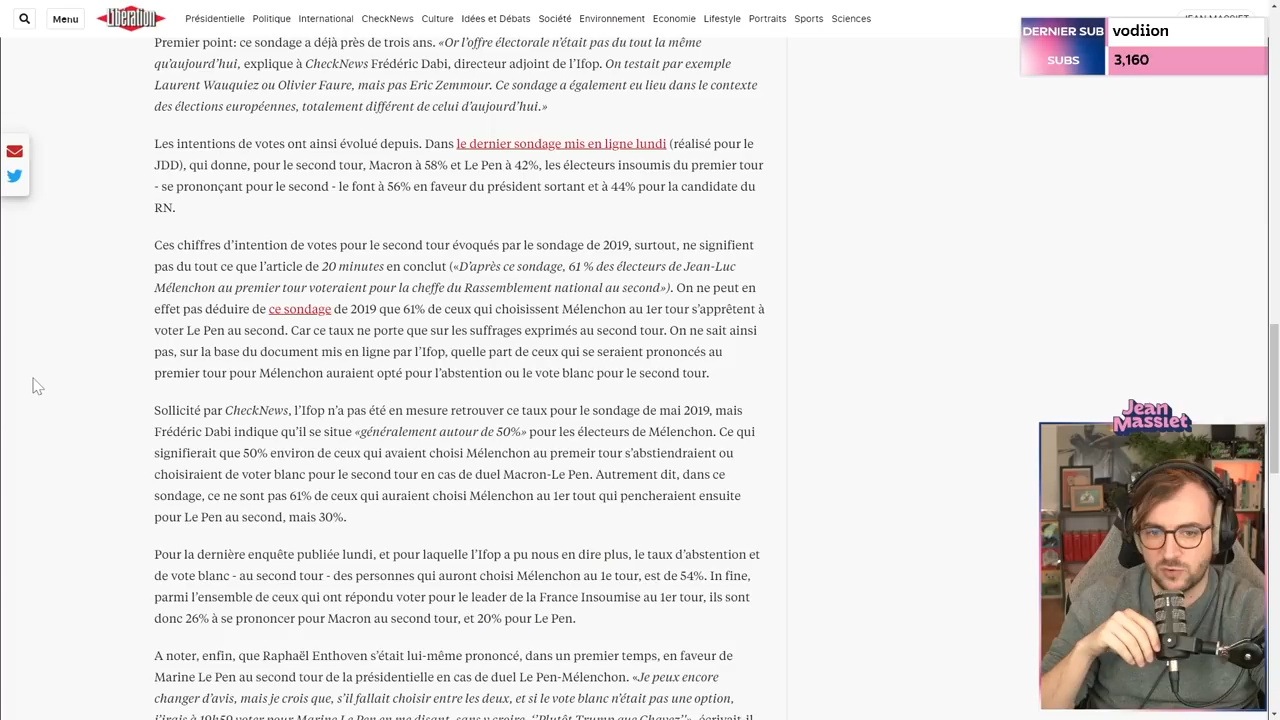 Menu
Libération
Présidentielle Politique International CheckNews Culture Idées et Débats Société Environnement Economie Lifestyle Portraits Sports Sciences
JEAN MASSIET
DERNIER SUB vodiion
SUBS 3,160
Premier point: ce sondage a déjà près de trois ans. «Or l’offre électorale n’était pas du tout la même
qu’aujourd’hui, explique à CheckNews Frédéric Dabi, directeur adjoint de l’Ifop. On testait par exemple
Laurent Wauquiez ou Olivier Faure, mais pas Eric Zemmour. Ce sondage a également eu lieu dans le contexte
des élections européennes, totalement différent de celui d’aujourd’hui.»
Les intentions de votes ont ainsi évolué depuis. Dans le dernier sondage mis en ligne lundi (réalisé pour le
JDD), qui donne, pour le second tour, Macron à 58% et Le Pen à 42%, les électeurs insoumis du premier tour
- se prononçant pour le second - le font à 56% en faveur du président sortant et à 44% pour la candidate du
RN.
Ces chiffres d’intention de votes pour le second tour évoqués par le sondage de 2019, surtout, ne signifient
pas du tout ce que l’article de 20 minutes en conclut («D’après ce sondage, 61 % des électeurs de Jean-Luc
Mélenchon au premier tour voteraient pour la cheffe du Rassemblement national au second»). On ne peut en
effet pas déduire de ce sondage de 2019 que 61% de ceux qui choisissent Mélenchon au 1er tour s’apprêtent à
voter Le Pen au second. Car ce taux ne porte que sur les suffrages exprimés au second tour. On ne sait ainsi
pas, sur la base du document mis en ligne par l’Ifop, quelle part de ceux qui se seraient prononcés au
premier tour pour Mélenchon auraient opté pour l’abstention ou le vote blanc pour le second tour.
Sollicité par CheckNews, l’Ifop n’a pas été en mesure retrouver ce taux pour le sondage de mai 2019, mais
Frédéric Dabi indique qu’il se situe «généralement autour de 50%» pour les électeurs de Mélenchon. Ce qui
signifierait que 50% environ de ceux qui avaient choisi Mélenchon au premeir tour s’abstiendraient ou
choisiraient de voter blanc pour le second tour en cas de duel Macron-Le Pen. Autrement dit, dans ce
sondage, ce ne sont pas 61% de ceux qui auraient choisi Mélenchon au 1er tout qui pencheraient ensuite
pour Le Pen au second, mais 30%.
Pour la dernière enquête publiée lundi, et pour laquelle l’Ifop a pu nous en dire plus, le taux d’abstention et
de vote blanc - au second tour - des personnes qui auront choisi Mélenchon au 1e tour, est de 54%. In fine,
parmi l’ensemble de ceux qui ont répondu voter pour le leader de la France Insoumise au 1er tour, ils sont
donc 26% à se prononcer pour Macron au second tour, et 20% pour Le Pen.
A noter, enfin, que Raphaël Enthoven s’était lui-même prononcé, dans un premier temps, en faveur de
Marine Le Pen au second tour de la présidentielle en cas de duel Le Pen-Mélenchon. «Je peux encore
changer d’avis, mais je crois que, s’il fallait choisir entre les deux, et si le vote blanc n’était pas une option,
j’irais à 19h59 voter pour Marine Le Pen en me disant, sans y croire, “Plutôt Trump que Chavez”», écrivait-il
Jean
Massiet